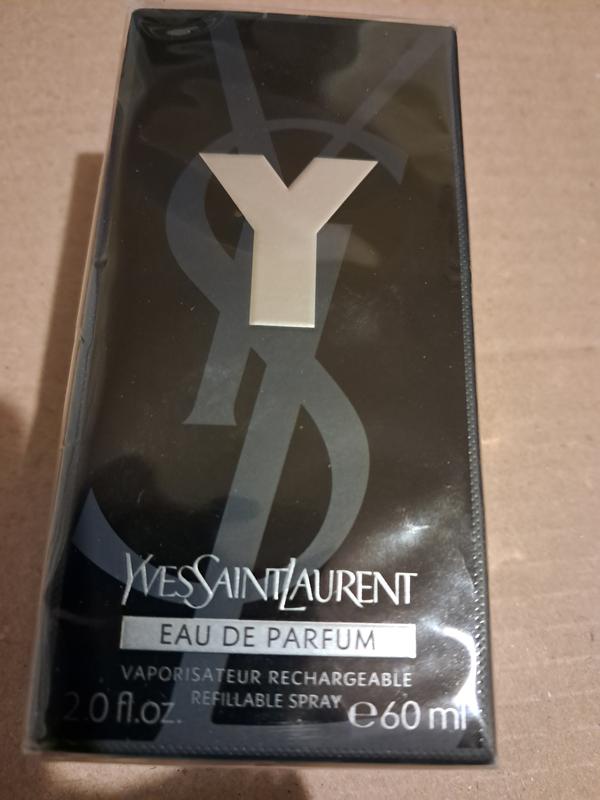 Y
YVESSAINTLAURENT
EAU DE PARFUM
VAPORISATEUR RECHARGEABLE
REFILLABLE SPRAY
2.0 fl.oz. ℮60 ml